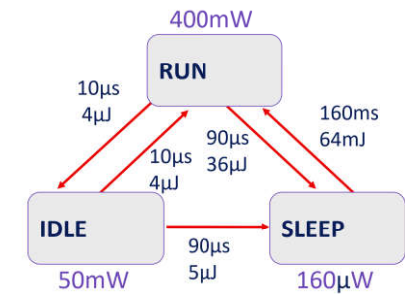 400mW
RUN
10µs
4µJ
160ms
64mJ
90µs
36µJ
10µs
4µJ
IDLE
SLEEP
90µs
5µJ
50mW
160µW